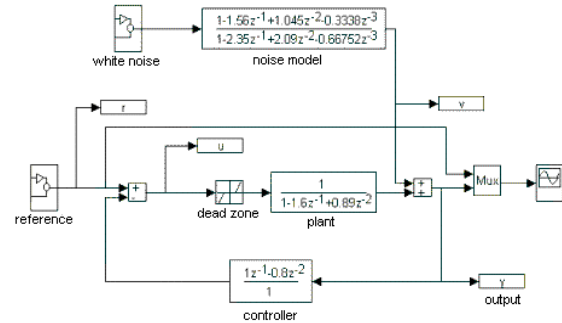 1-1.56z-1+1.045z-2-0.3338z-3
1-2.35z-1+2.09z-2-0.66752z-3
white noise
noise model
r
v
u
+
-
+
+
Mux
1
1-1.6z-1+0.89z-2
reference
dead zone
plant
1z-1-0.8z-2
1
y
controller
output